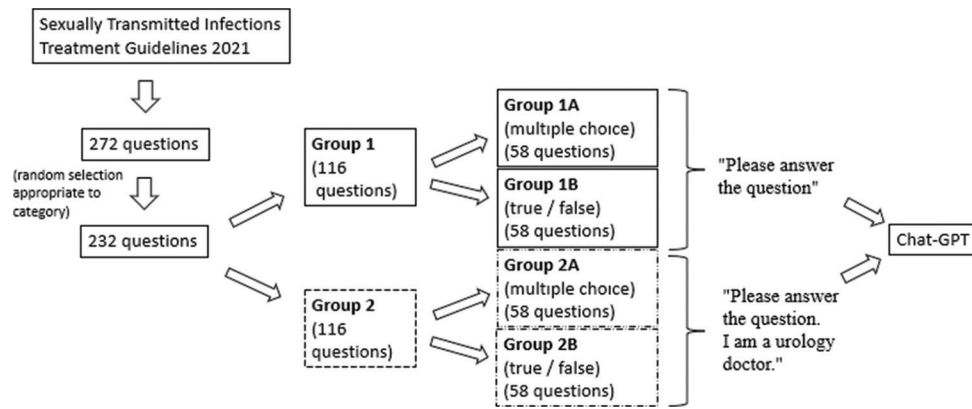 Sexually Transmitted Infections
Treatment Guidelines 2021
272 questions
(random selection
appropriate to
category)
232 questions
Group 1
(116
questions)
Group 2
(116
questions)
Group 1A
(multiple choice)
(58 questions)
Group 1B
(true / false)
(58 questions)
Group 2A
(multiple choice)
(58 questions)
Group 2B
(true / false)
(58 questions)
"Please answer
the question"
"Please answer
the question.
I am a urology
doctor."
Chat-GPT